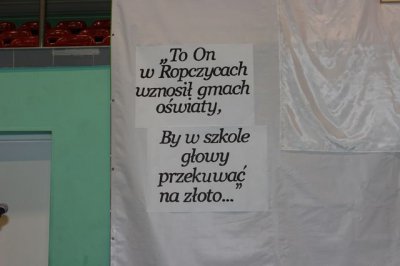 „To On
w Ropczycach
wznosił gmach
oświaty,
By w szkole
głowy
przekuwać
na złoto...”